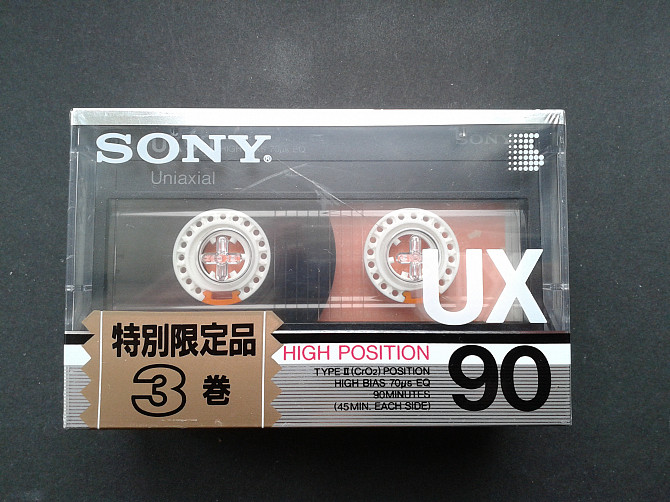 SONY®
Uniaxial
UX
特別限定品
3巻
HIGH POSITION
TYPE II (CrO2) POSITION
HIGH BIAS 70µs EQ
90MINUTES
(45MIN. EACH SIDE)
90
SONY